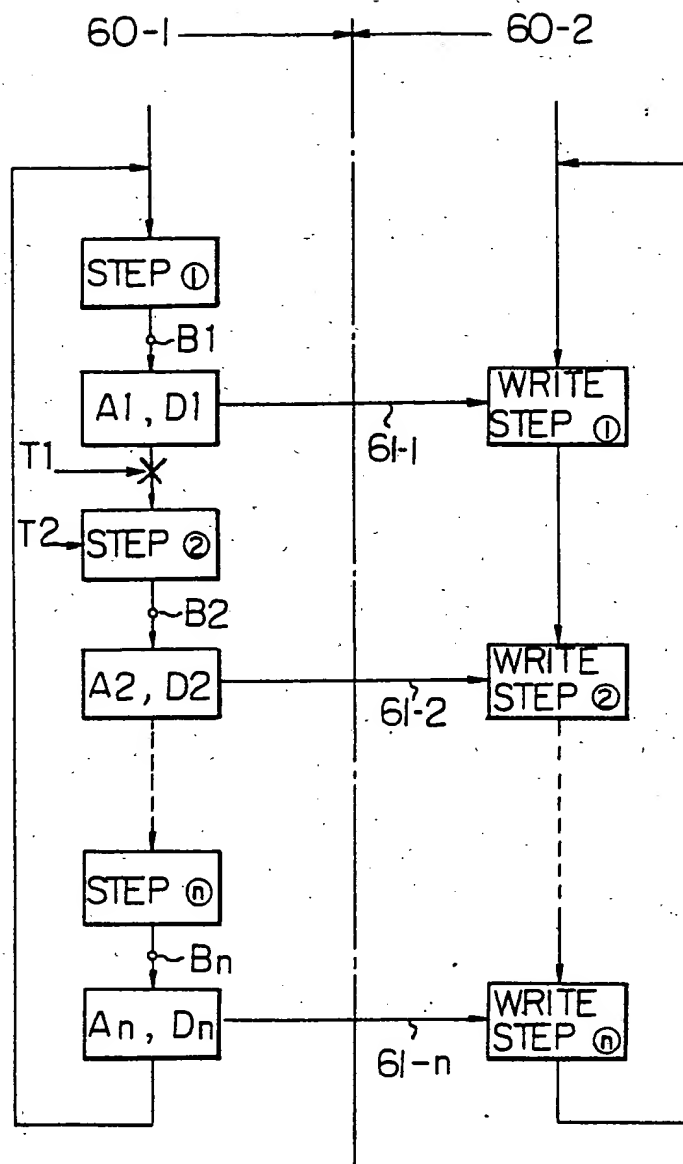 60-1
60-2
STEP ①
B1
A1, D1
WRITE
STEP ①
61-1
T1
T2
STEP ②
B2
A2, D2
WRITE
STEP ②
61-2
STEP ⓝ
Bn
An, Dn
WRITE
STEP ⓝ
61-n